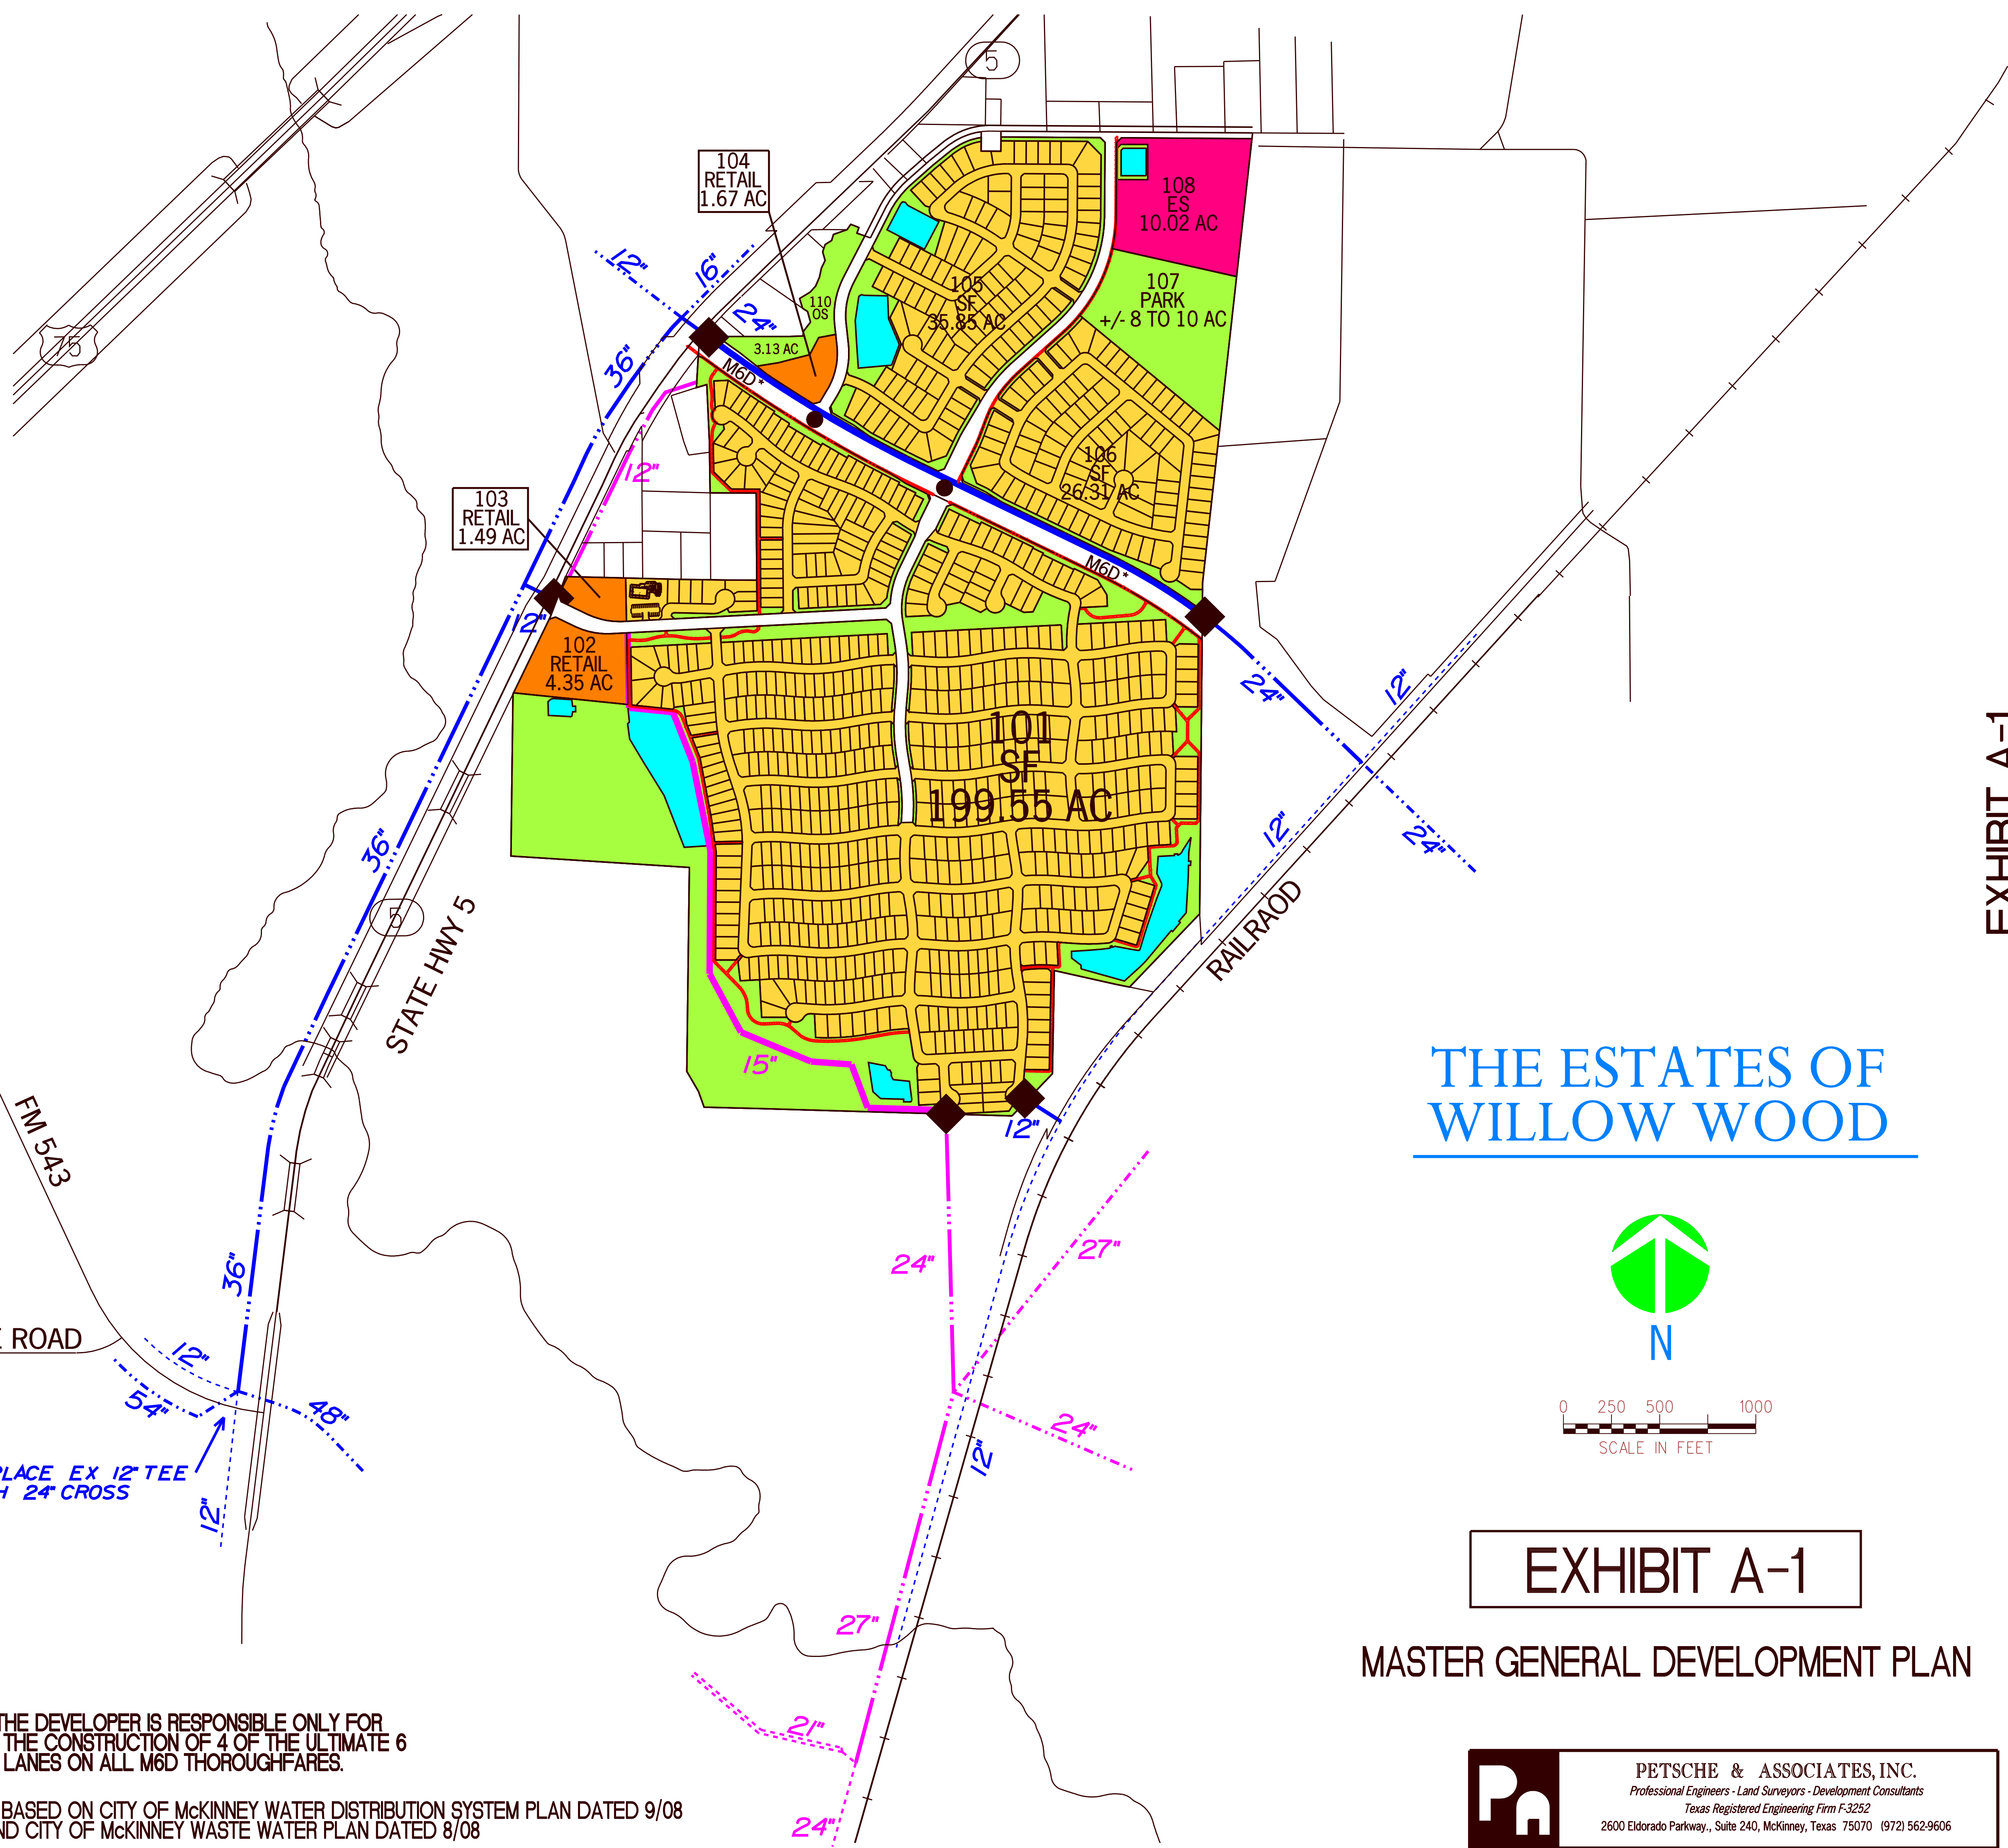 5
104
RETAIL
1.67 AC
108
ES
10.02 AC
12"
16"
107
PARK
+/- 8 TO 10 AC
105
SF
35.85 AC
110
OS
24"
75
3.13 AC
36"
M6D*
12"
106
SF
26.31 AC
103
RETAIL
1.49 AC
M6D*
102
RETAIL
4.35 AC
24"
12"
101
SF
199.55 AC
EXHIBIT A-1
36"
12"
24"
5
STATE HWY 5
RAILRAOD
15"
12"
FM 543
THE ESTATES OF
WILLOW WOOD
24"
27"
36"
N
ROAD
12"
54"
48"
24"
12"
0 250 500 1000
SCALE IN FEET
EX 12" TEE
24" CROSS
12"
EXHIBIT A-1
27"
MASTER GENERAL DEVELOPMENT PLAN
21"
24"
THE DEVELOPER IS RESPONSIBLE ONLY FOR
THE CONSTRUCTION OF 4 OF THE ULTIMATE 6
LANES ON ALL M6D THOROUGHFARES.
BASED ON CITY OF McKINNEY WATER DISTRIBUTION SYSTEM PLAN DATED 9/08
CITY OF McKINNEY WASTE WATER PLAN DATED 8/08
PA
PETSCHE & ASSOCIATES, INC.
Professional Engineers - Land Surveyors - Development Consultants
Texas Registered Engineering Firm F-3252
2600 Eldorado Parkway., Suite 240, McKinney, Texas 75070 (972) 562-9606